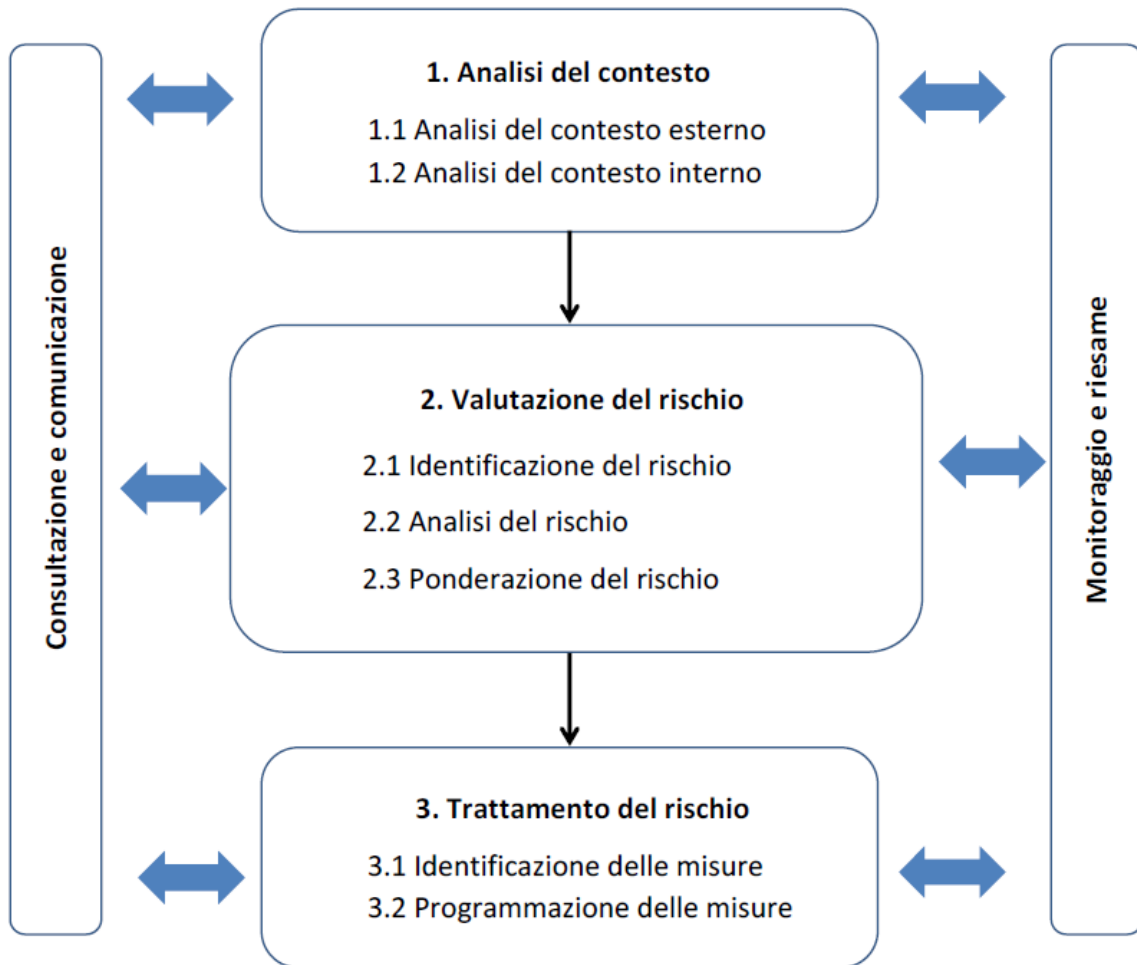 Consultazione e comunicazione
1. Analisi del contesto
1.1 Analisi del contesto esterno
1.2 Analisi del contesto interno
2. Valutazione del rischio
2.1 Identificazione del rischio
2.2 Analisi del rischio
2.3 Ponderazione del rischio
3. Trattamento del rischio
3.1 Identificazione delle misure
3.2 Programmazione delle misure
Monitoraggio e riesame